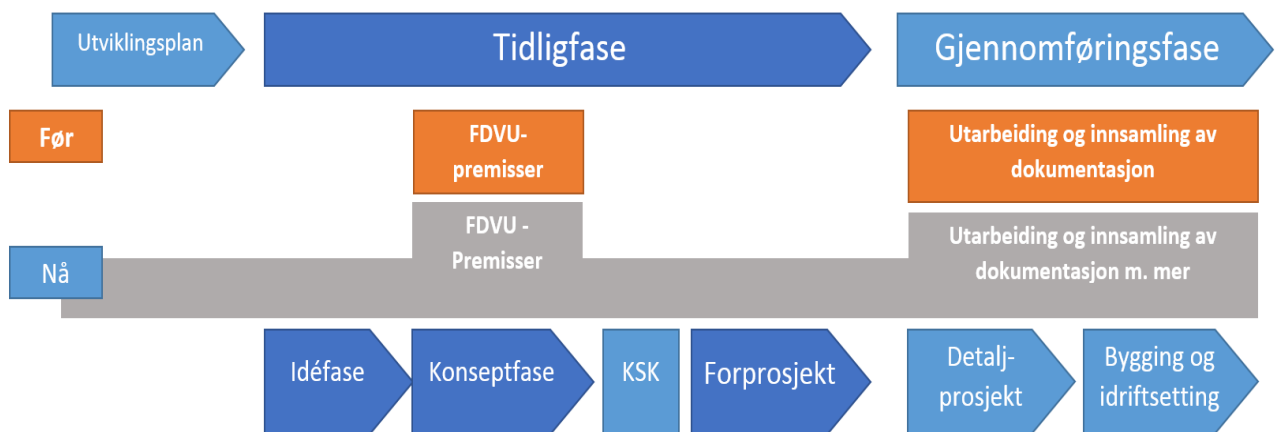 Utviklingsplan
Tidligfase
Gjennomføringsfase
Før
FDVU-
premisser
Utarbeiding og innsamling av
dokumentasjon
Nå
FDVU -
Premisser
Utarbeiding og innsamling av
dokumentasjon m. mer
Idéfase
Konseptfase
KSK
Forprosjekt
Detalj-
prosjekt
Bygging og
idriftsetting